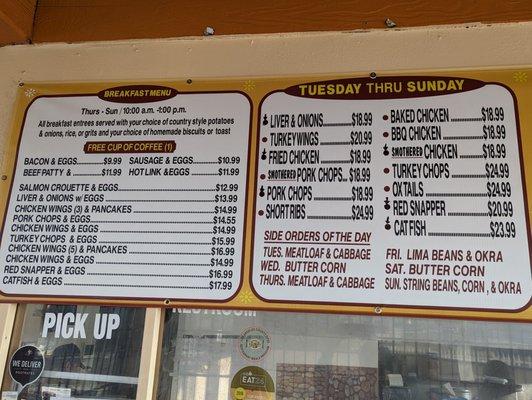 BREAKFAST MENU
Thurs - Sun / 10:00 a.m. -1:00 p.m.
All breakfast entrees served with your choice of country style potatoes
& onions, rice, or grits and your choice of homemade biscuits or toast
FREE CUP OF COFFEE (1)
BACON & EGGS $9.99 SAUSAGE & EGGS $10.99
BEEF PATTY & $11.99 HOT LINK & EGGS $11.99
SALMON CROUETTE & EGGS $12.99
LIVER & ONIONS w/ EGGS $13.99
CHICKEN WINGS (3) & PANCAKES $14.99
PORK CHOPS & EGGS $14.55
CHICKEN WINGS & EGGS $14.99
TURKEY CHOPS & EGGS $15.99
CHICKEN WINGS (5) & PANCAKES $16.99
CHICKEN WINGS & EGGS $14.99
RED SNAPPER & EGGS $16.99
CATFISH & EGGS $17.99
TUESDAY THRU SUNDAY
LIVER & ONIONS $18.99
TURKEY WINGS $20.99
FRIED CHICKEN $18.99
SMOTHERED PORK CHOPS $18.99
PORK CHOPS $18.99
SHORT RIBS $24.99
BAKED CHICKEN $18.99
BBQ CHICKEN $18.99
SMOTHERED CHICKEN $18.99
TURKEY CHOPS $24.99
OXTAILS $24.99
RED SNAPPER $20.99
CATFISH $23.99
SIDE ORDERS OF THE DAY
TUES. MEATLOAF & CABBAGE
WED. BUTTER CORN
THURS. MEATLOAF & CABBAGE
FRI. LIMA BEANS & OKRA
SAT. BUTTER CORN
SUN. STRING BEANS, CORN, & OKRA
PICK UP
RESTROOM
WE DELIVER
POSTMATES
EAT24